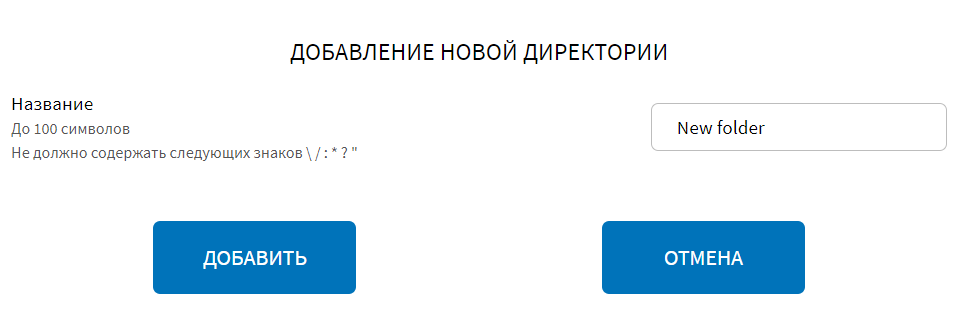 ДОБАВЛЕНИЕ НОВОЙ ДИРЕКТОРИИ
Название
До 100 символов
Не должно содержать следующих знаков \ / : * ? "
New folder
ДОБАВИТЬ
ОТМЕНА